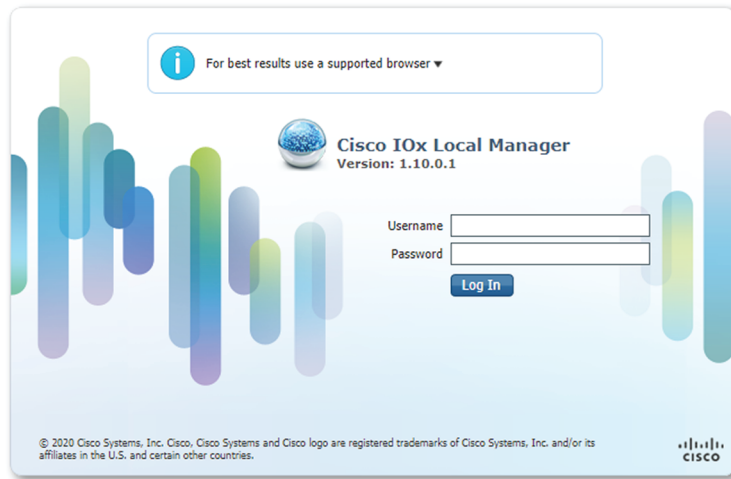 For best results use a supported browser ▼
Cisco IOx Local Manager
Version: 1.10.0.1
Username
Password
Log In
© 2020 Cisco Systems, Inc. Cisco, Cisco Systems and Cisco logo are registered trademarks of Cisco Systems, Inc. and/or its
affiliates in the U.S. and certain other countries.
CISCO